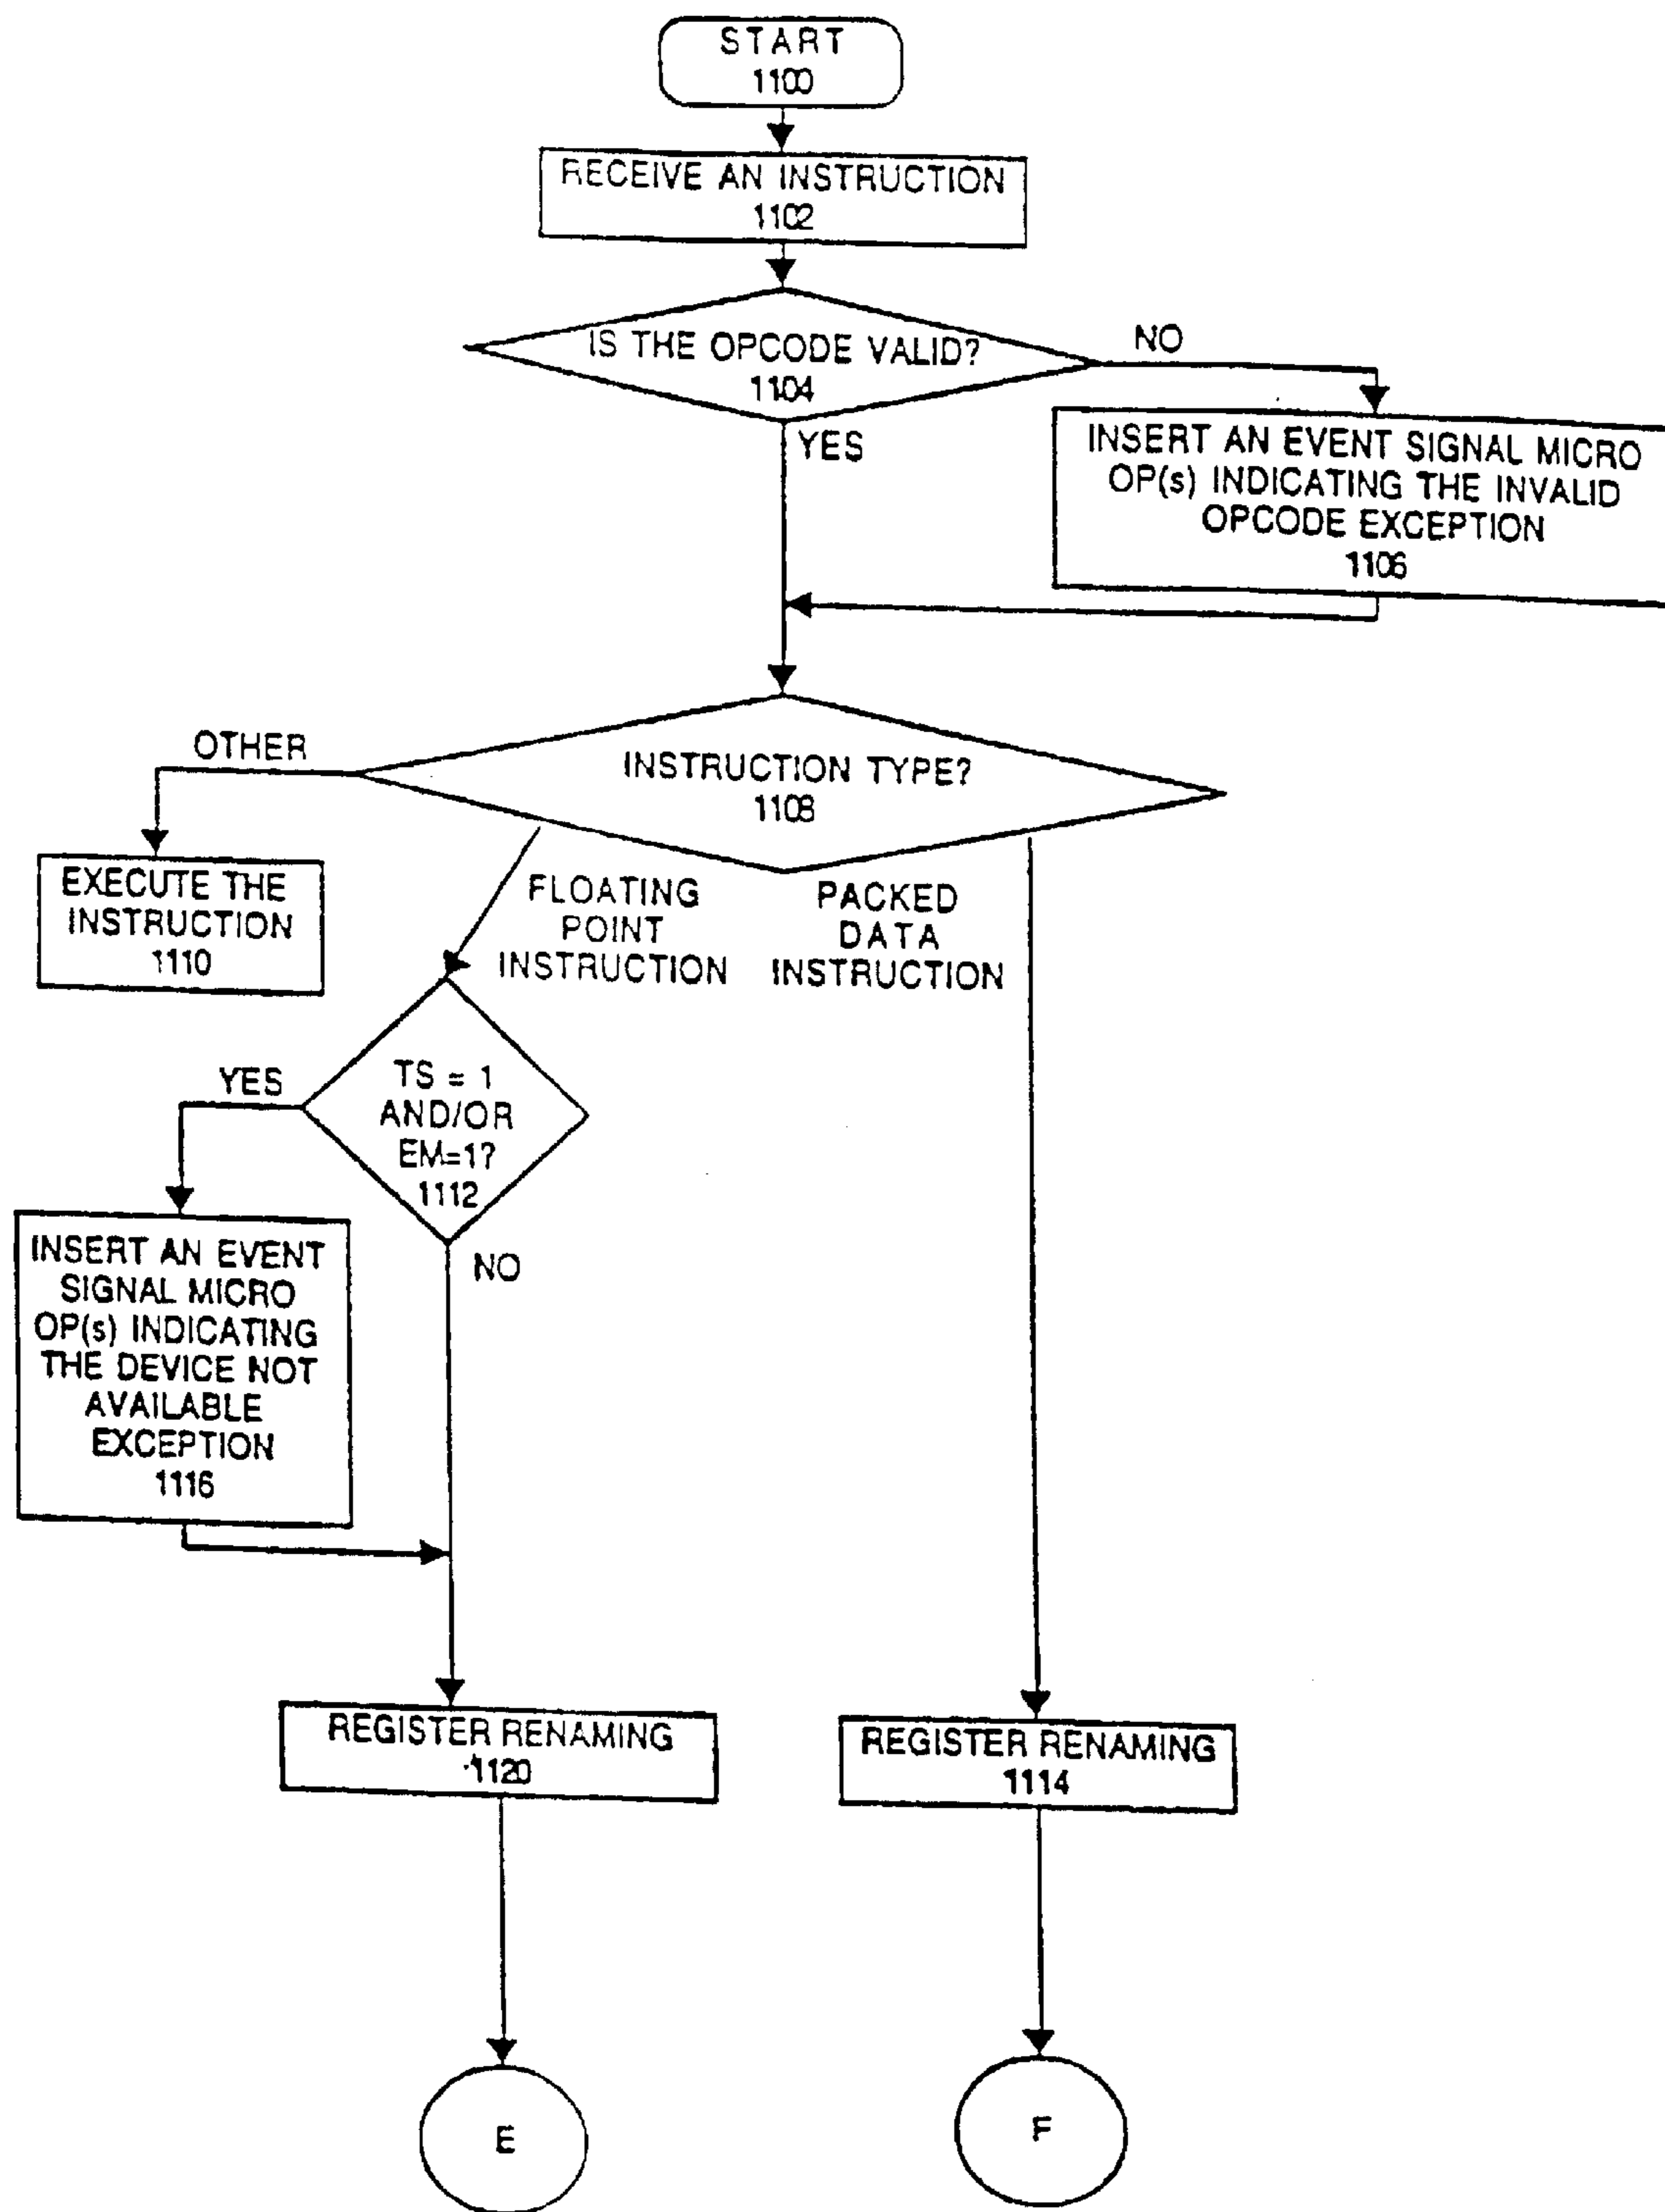 START
1100
RECEIVE AN INSTRUCTION
1102
IS THE OPCODE VALID?
1104
NO
YES
INSERT AN EVENT SIGNAL MICRO
OP(s) INDICATING THE INVALID
OPCODE EXCEPTION
1106
OTHER
INSTRUCTION TYPE?
1108
EXECUTE THE
INSTRUCTION
1110
FLOATING
POINT
INSTRUCTION
PACKED
DATA
INSTRUCTION
YES
TS = 1
AND/OR
EM=1?
1112
NO
INSERT AN EVENT
SIGNAL MICRO
OP(s) INDICATING
THE DEVICE NOT
AVAILABLE
EXCEPTION
1116
REGISTER RENAMING
1120
REGISTER RENAMING
1114
E
F